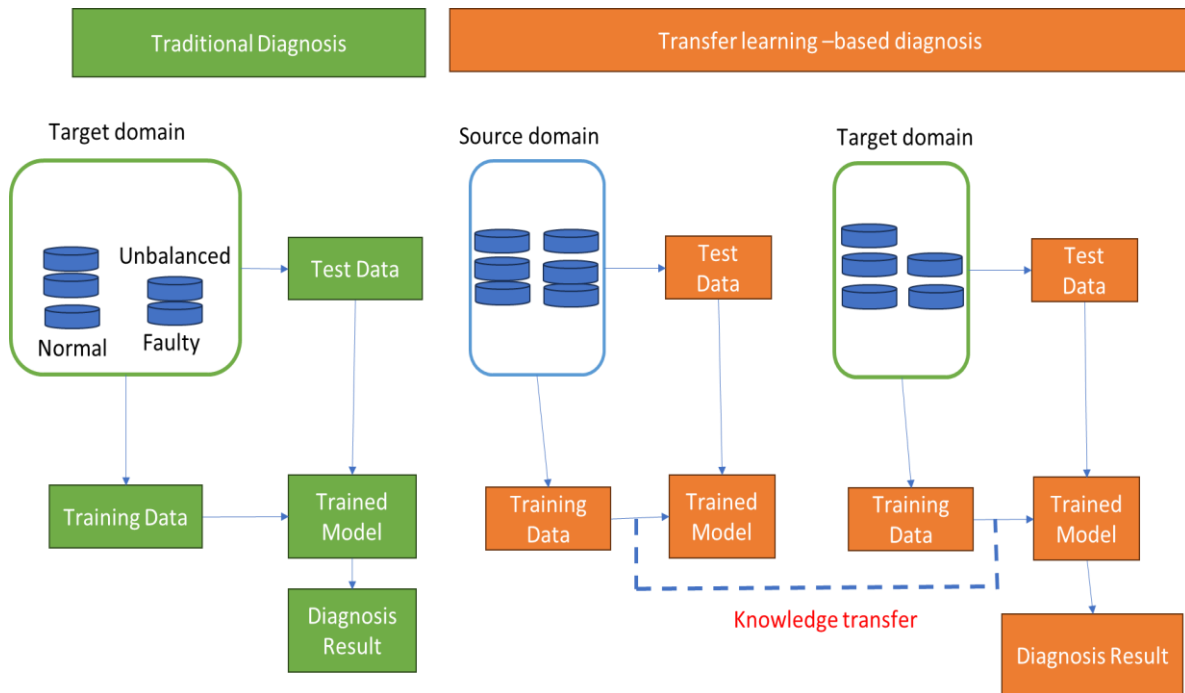 Traditional Diagnosis
Transfer learning –based diagnosis
Target domain
Unbalanced
Normal
Faulty
Test Data
Training Data
Trained
Model
Diagnosis
Result
Source domain
Test
Data
Training
Data
Trained
Model
Target domain
Test
Data
Training
Data
Trained
Model
Knowledge transfer
Diagnosis Result